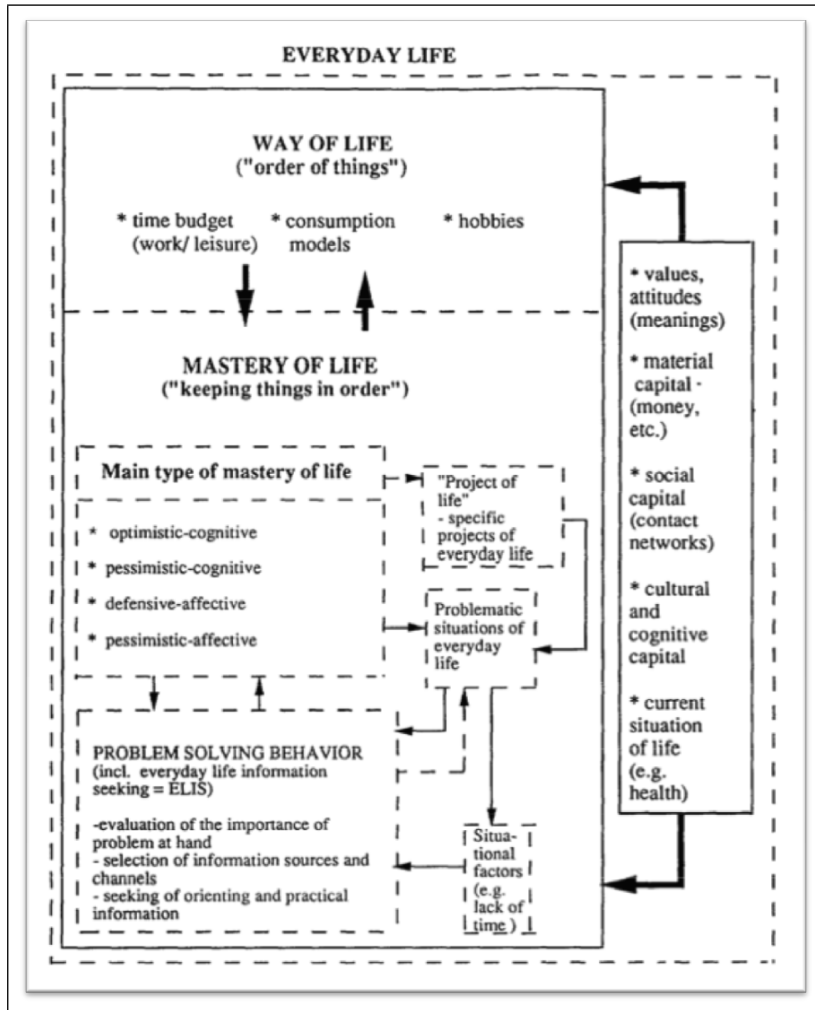 EVERYDAY LIFE
WAY OF LIFE
("order of things")
* time budget
(work/ leisure)
* consumption
models
* hobbies
MASTERY OF LIFE
("keeping things in order")
Main type of mastery of life
* optimistic-cognitive
* pessimistic-cognitive
* defensive-affective
* pessimistic-affective
"Project of
life"
- specific
projects of
everyday life
Problematic
situations of
everyday
life
PROBLEM SOLVING BEHAVIOR
(incl. everyday life information
seeking = ELIS)
-evaluation of the importance of
problem at hand
- selection of information sources and
channels
- seeking of orienting and practical
information
Situa-
tional
factors
(e.g.
lack of
time )
* values,
attitudes
(meanings)
* material
capital -
(money,
etc.)
* social
capital
(contact
networks)
* cultural
and
cognitive
capital
* current
situation
of life
(e.g.
health)